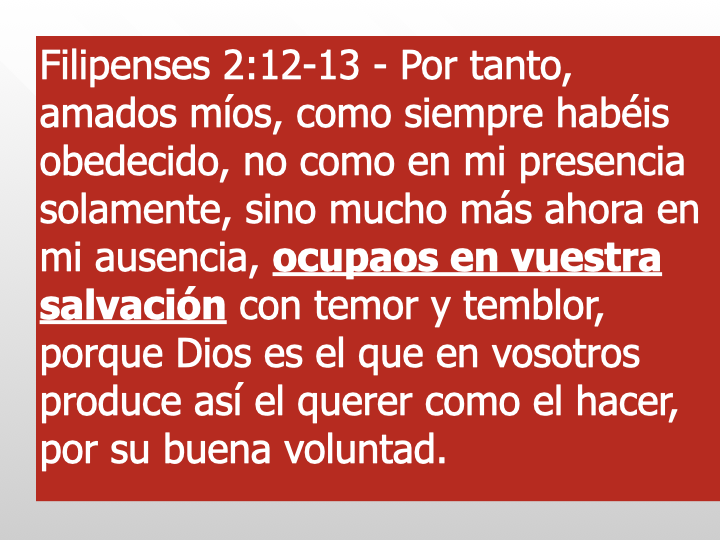 Filipenses 2:12-13 - Por tanto,
amados míos, como siempre habéis
obedecido, no como en mi presencia
solamente, sino mucho más ahora en
mi ausencia, ocupaos en vuestra
salvación con temor y temblor,
porque Dios es el que en vosotros
produce así el querer como el hacer,
por su buena voluntad.